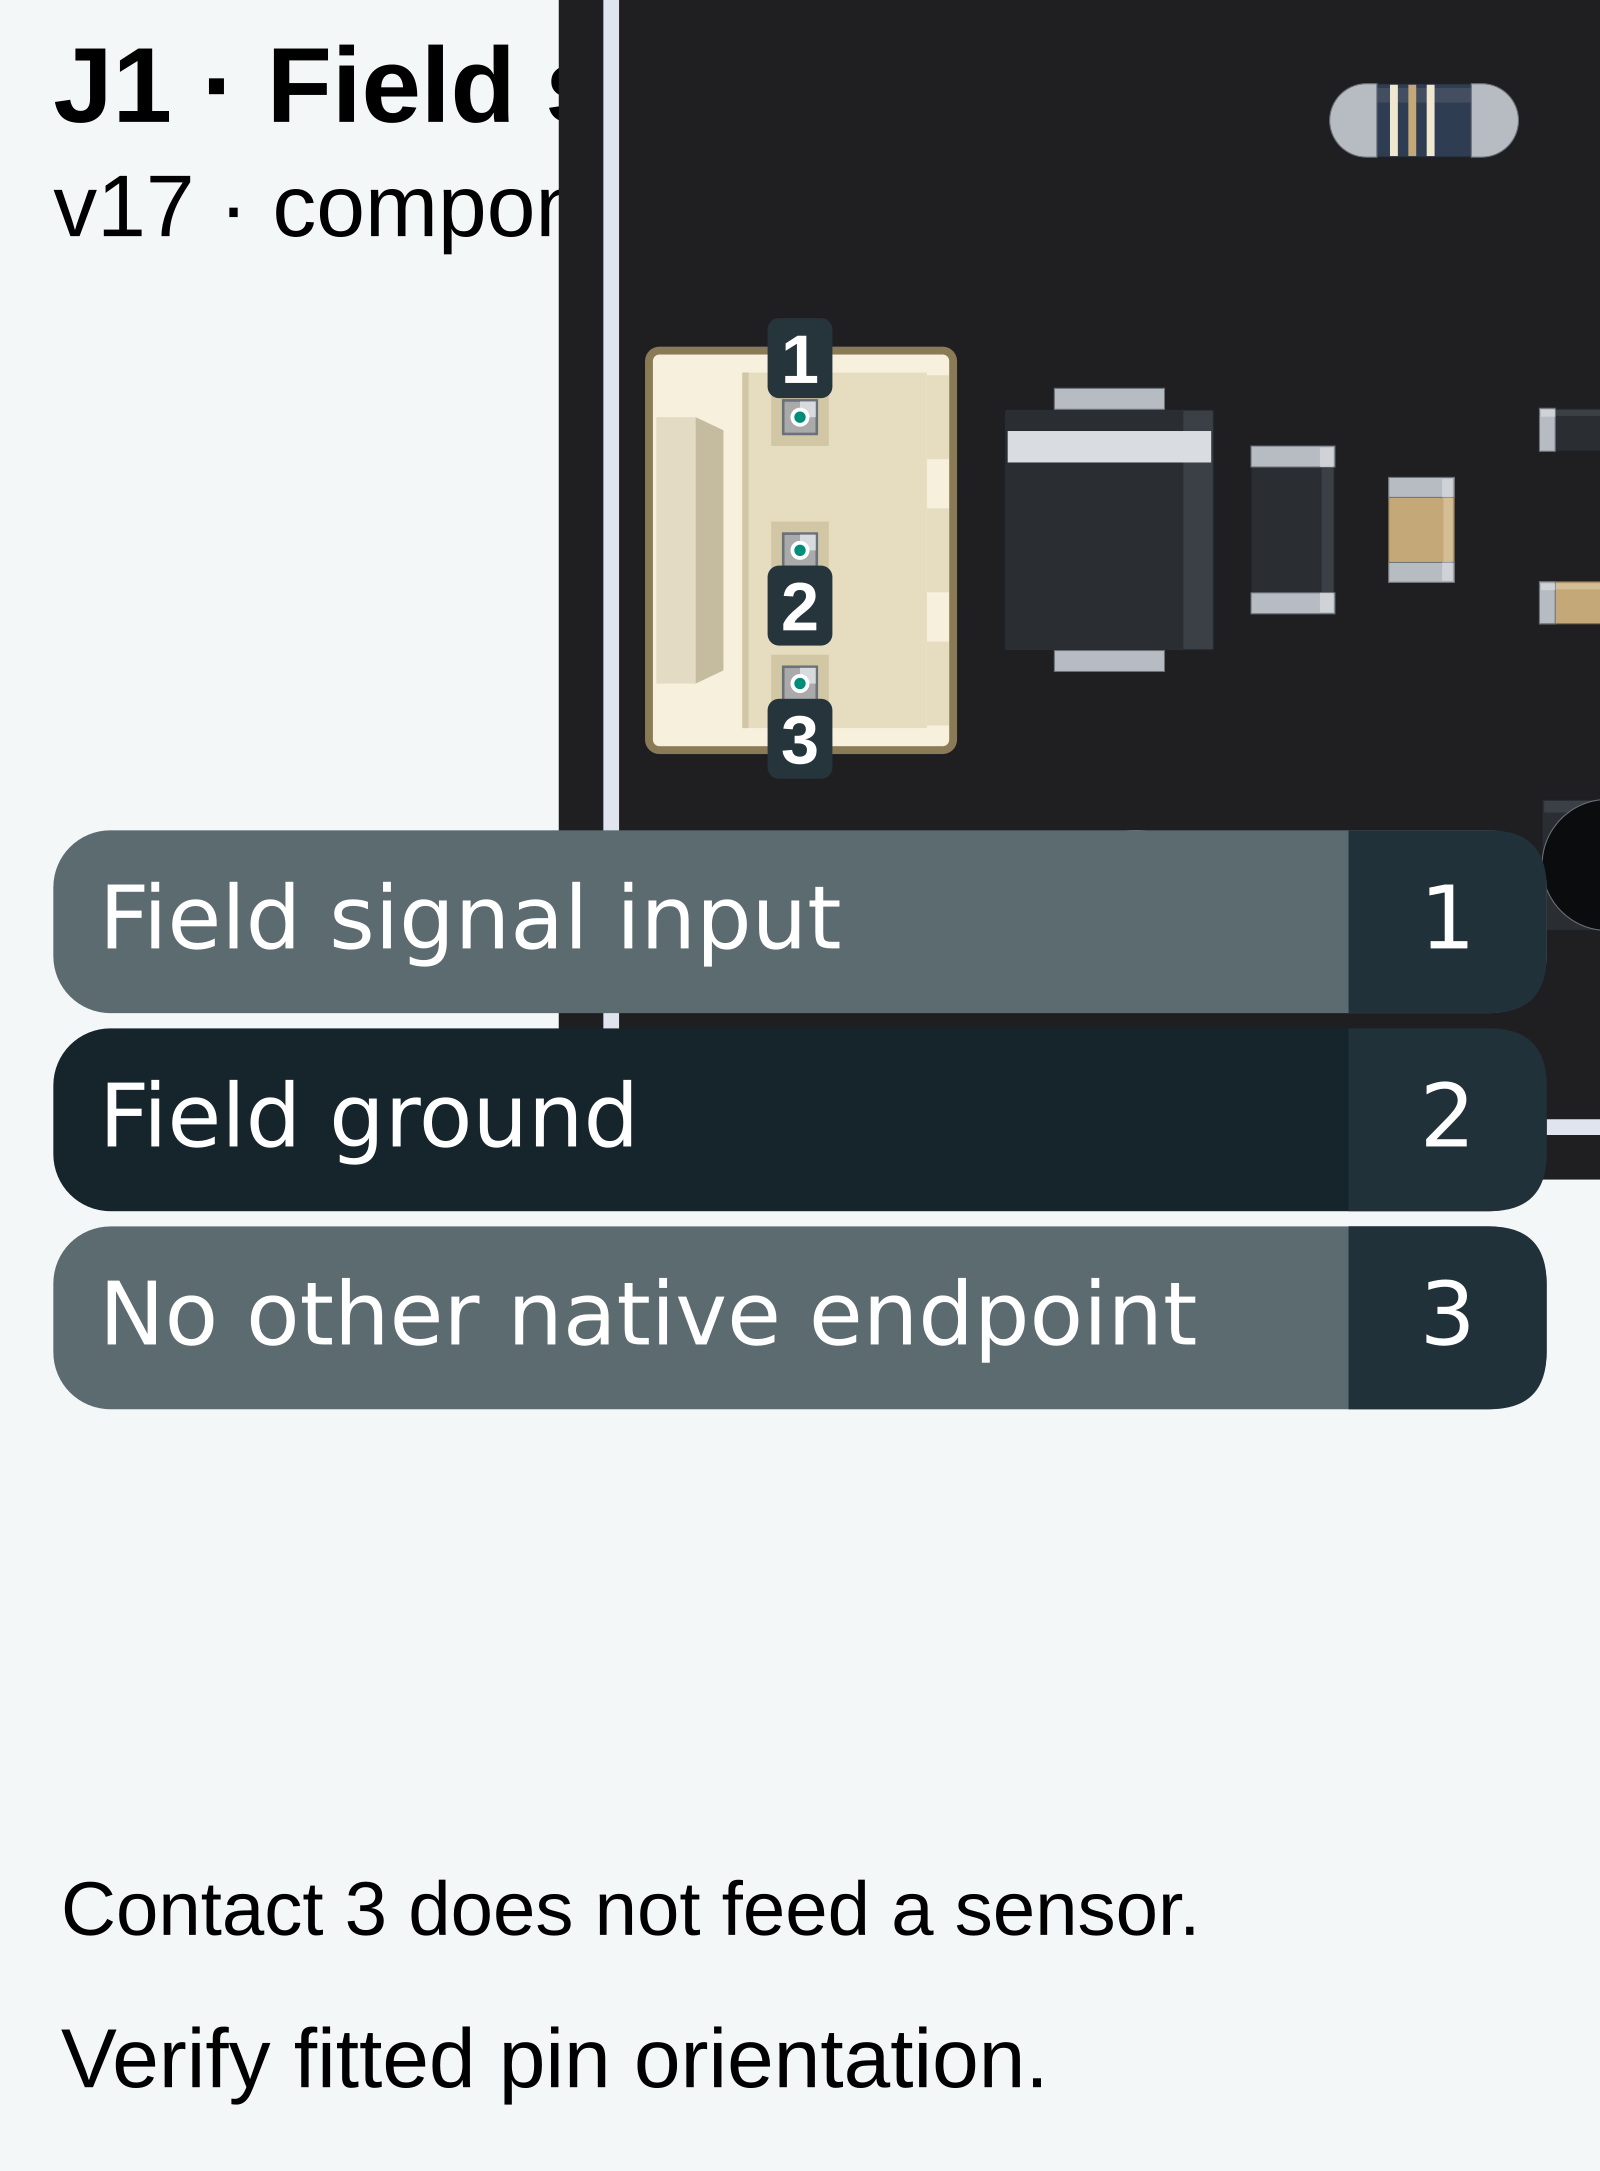 J1 · Field
v17 ·
1
2
3
Field signal input 1
Field ground 2
No other native endpoint 3
Contact 3 does not feed a sensor.
Verify fitted pin orientation.